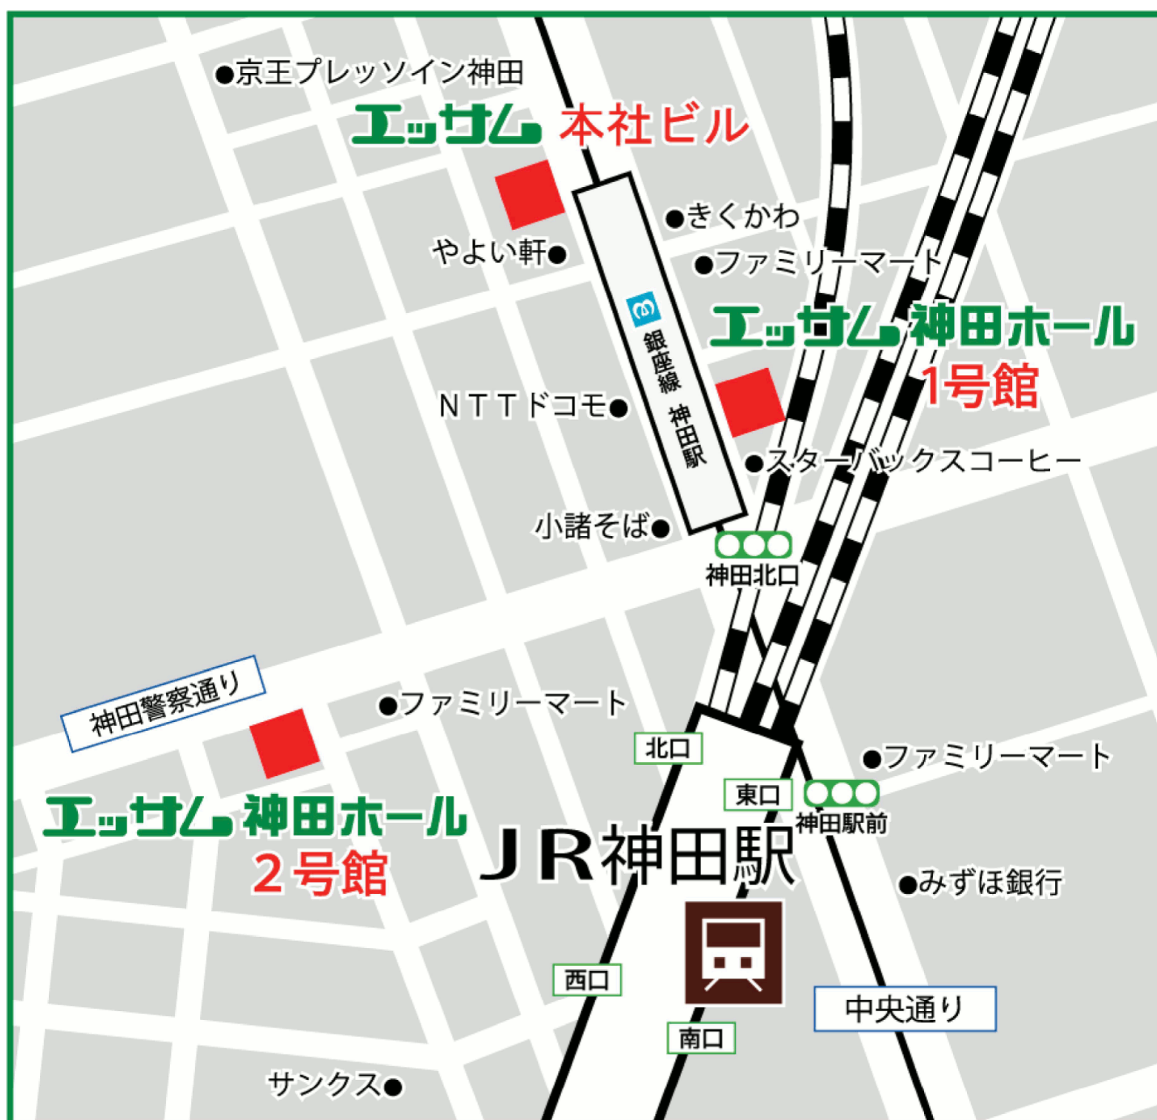 ●京王プレッソイン神田
エッサム 本社ビル
●きくかわ
やよい軒●
●ファミリーマート
エッサム 神田ホール
1号館
銀座線 神田駅
NTTドコモ●
●スターバックスコーヒー
小諸そば●
神田北口
神田警察通り
●ファミリーマート
北口
●ファミリーマート
東口
神田駅前
エッサム 神田ホール
2号館
JR神田駅
●みずほ銀行
西口
中央通り
南口
サンクス●